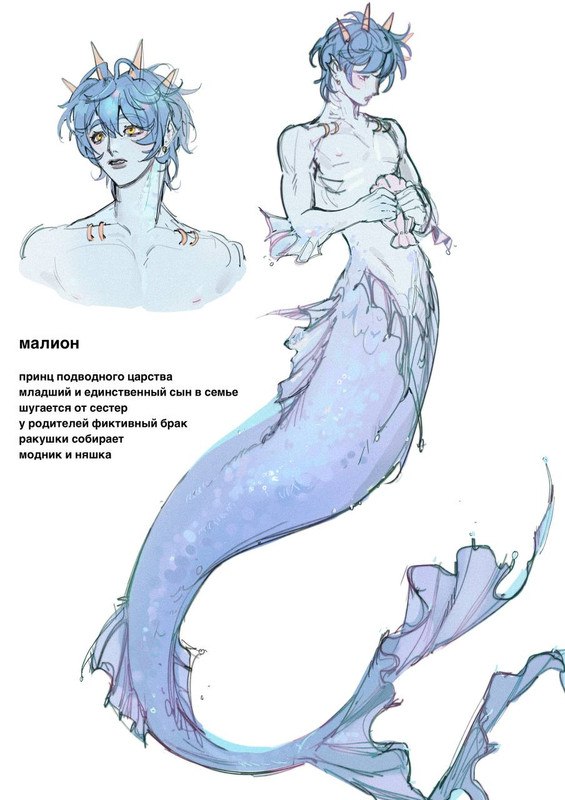 малион
принц подводного царства
младший и единственный сын в семье
шугается от сестер
у родителей фиктивный брак
ракушки собирает
модник и няшка